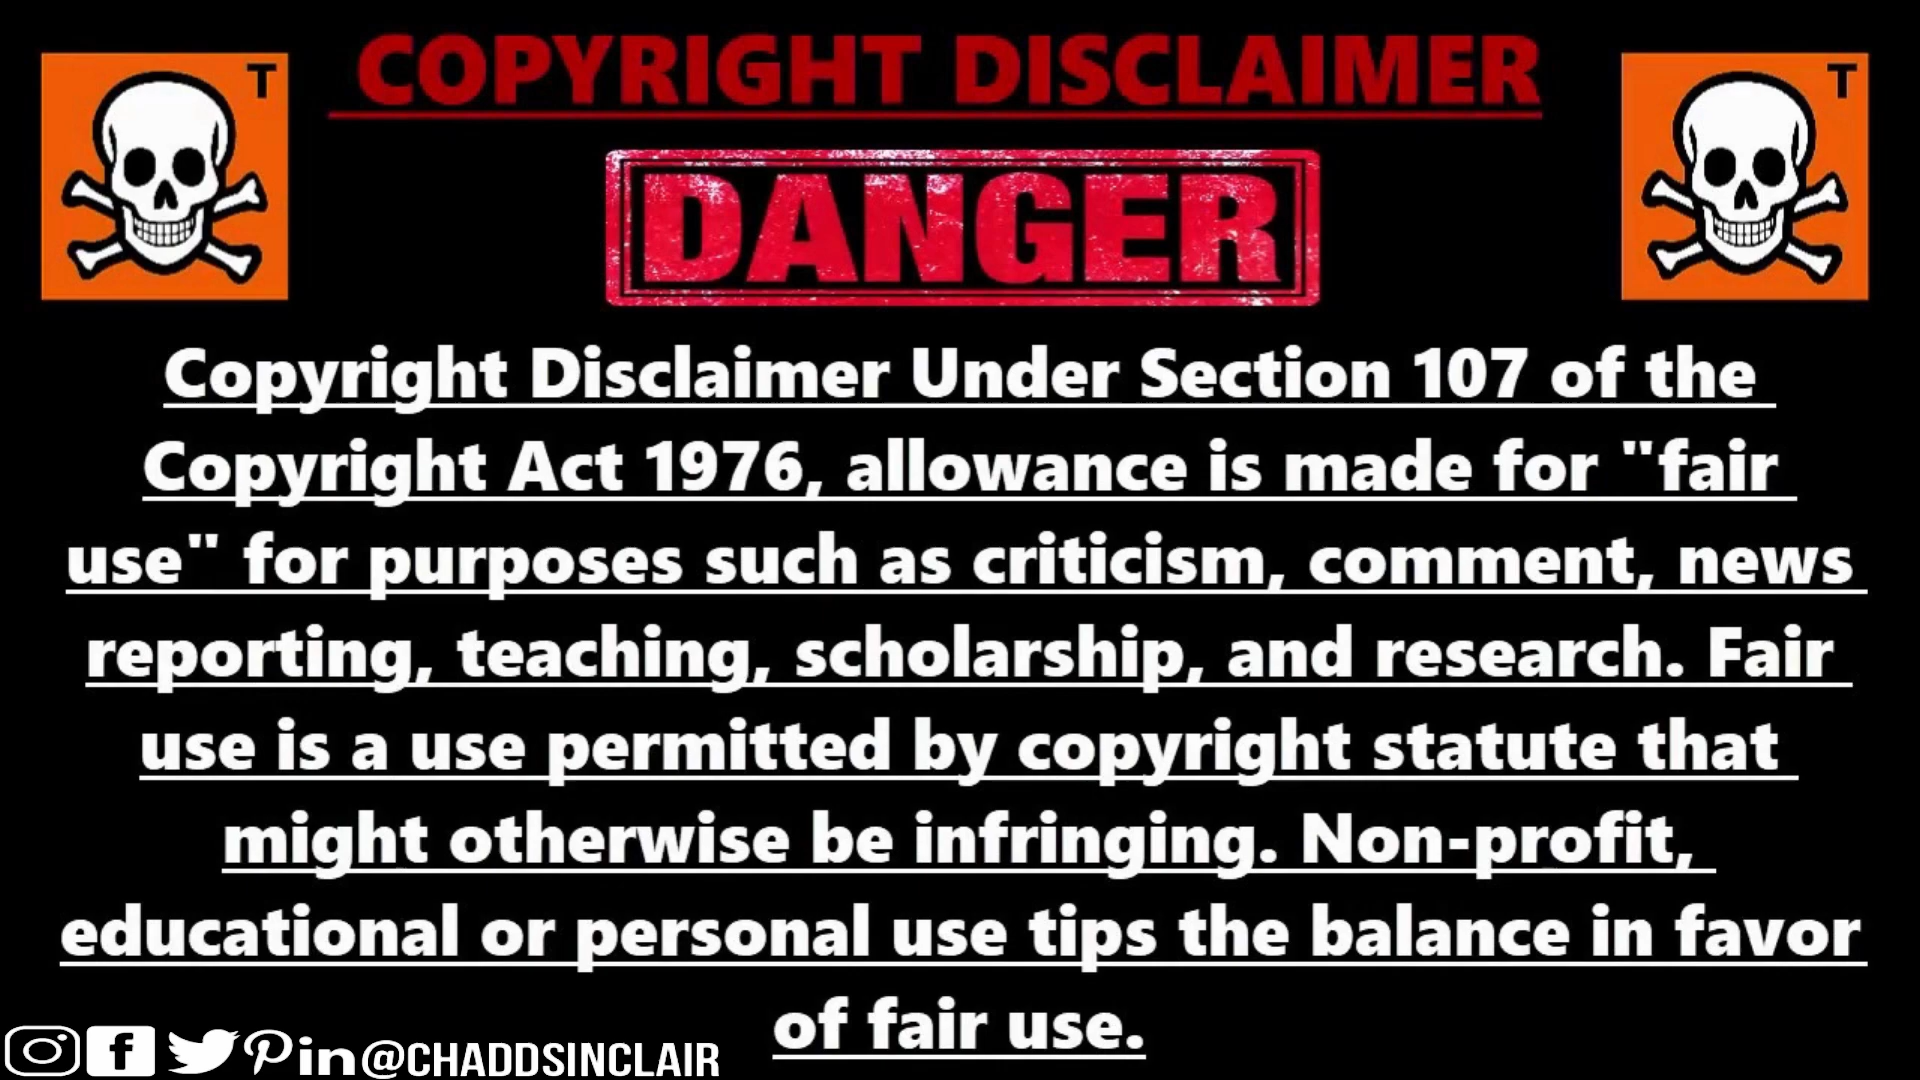 COPYRIGHT DISCLAIMER
T
T
DANGER
Copyright Disclaimer Under Section 107 of the
Copyright Act 1976, allowance is made for "fair
use" for purposes such as criticism, comment, news
reporting, teaching, scholarship, and research. Fair
use is a use permitted by copyright statute that
might otherwise be infringing. Non-profit,
educational or personal use tips the balance in favor
of fair use.
in@CHADDSINCLAIR